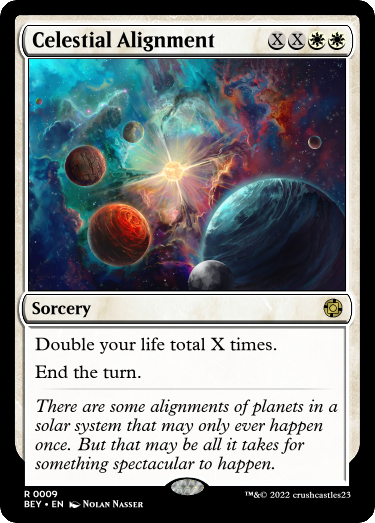 Celestial Alignment X X
Sorcery
Double your life total X times.
End the turn.
There are some alignments of planets in a
solar system that may only ever happen
once. But that may be all it takes for
something spectacular to happen.
R 0009
BEY • EN Nolan Nasser
™&© 2022 crushcastles23